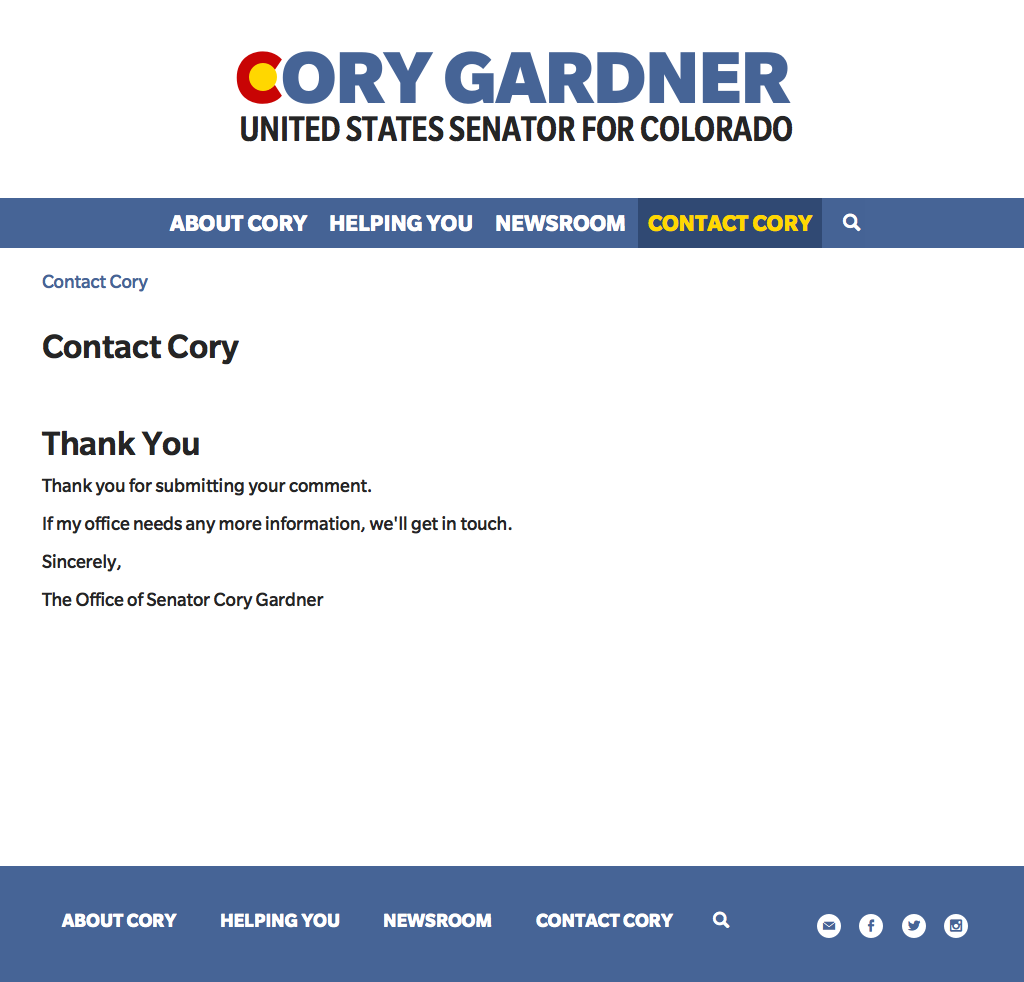 CORY GARDNER
UNITED STATES SENATOR FOR COLORADO
ABOUT CORY HELPING YOU NEWSROOM CONTACT CORY
Contact Cory
Contact Cory
Thank You
Thank you for submitting your comment.
If my office needs any more information, we'll get in touch.
Sincerely,
The Office of Senator Cory Gardner
ABOUT CORY HELPING YOU NEWSROOM CONTACT CORY